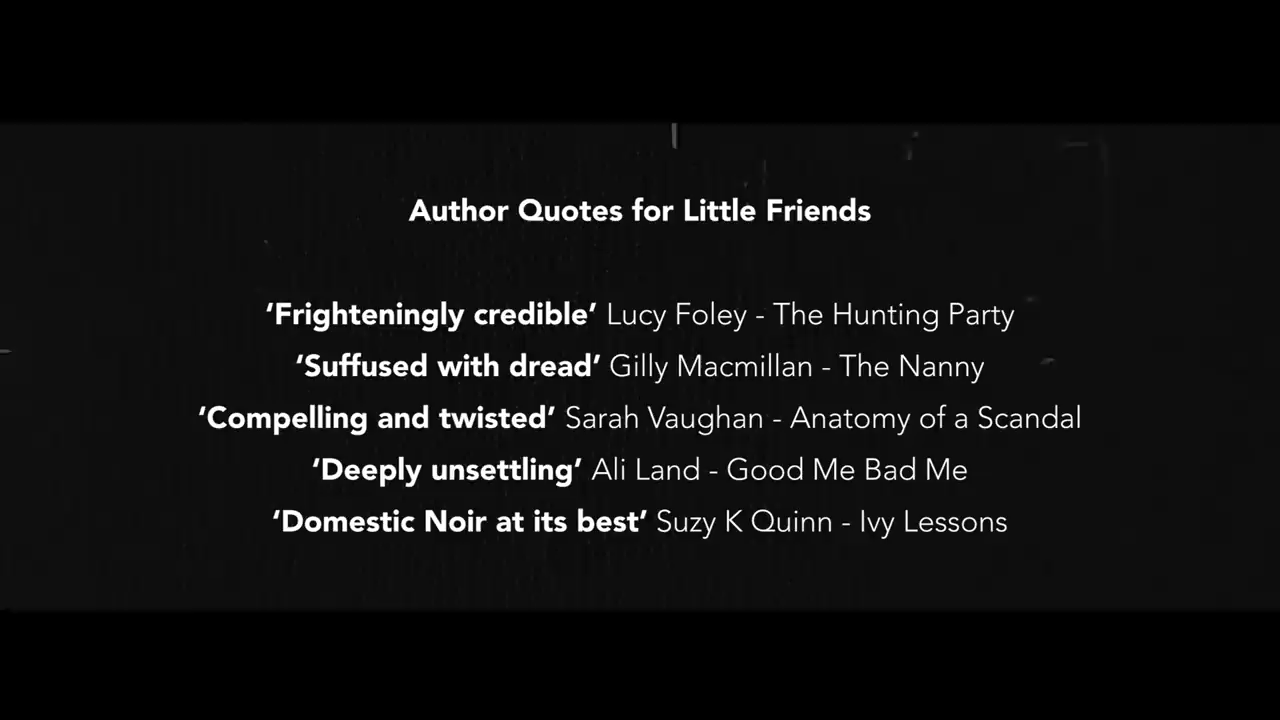 Author Quotes for Little Friends
‘Frighteningly credible’ Lucy Foley - The Hunting Party
‘Suffused with dread’ Gilly Macmillan - The Nanny
‘Compelling and twisted’ Sarah Vaughan - Anatomy of a Scandal
‘Deeply unsettling’ Ali Land - Good Me Bad Me
‘Domestic Noir at its best’ Suzy K Quinn - Ivy Lessons